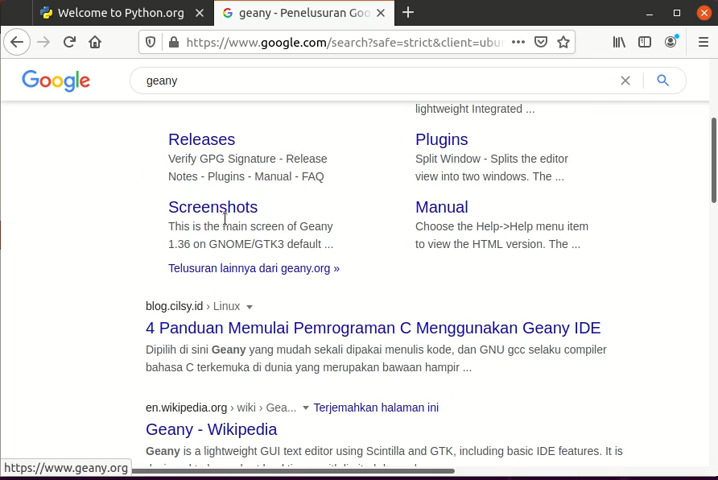 Welcome to Python.org
geany - Penelusuran Goo
https://www.google.com/search?safe=strict&client=ubu
Google
geany
lightweight Integrated ...
Releases
Verify GPG Signature - Release
Notes - Plugins - Manual - FAQ
Plugins
Split Window - Splits the editor
view into two windows. The ...
Screenshots
This is the main screen of Geany
1.36 on GNOME/GTK3 default ...
Manual
Choose the Help->Help menu item
to view the HTML version. The ...
Telusuran lainnya dari geany.org »
blog.cilsy.id › Linux
4 Panduan Memulai Pemrograman C Menggunakan Geany IDE
Dipilih di sini Geany yang mudah sekali dipakai menulis kode, dan GNU gcc selaku compiler
bahasa C terkemuka di dunia yang merupakan bawaan hampir ...
en.wikipedia.org › wiki › Gea... Terjemahkan halaman ini
Geany - Wikipedia
Geany is a lightweight GUI text editor using Scintilla and GTK, including basic IDE features. It is
https://www.geany.org